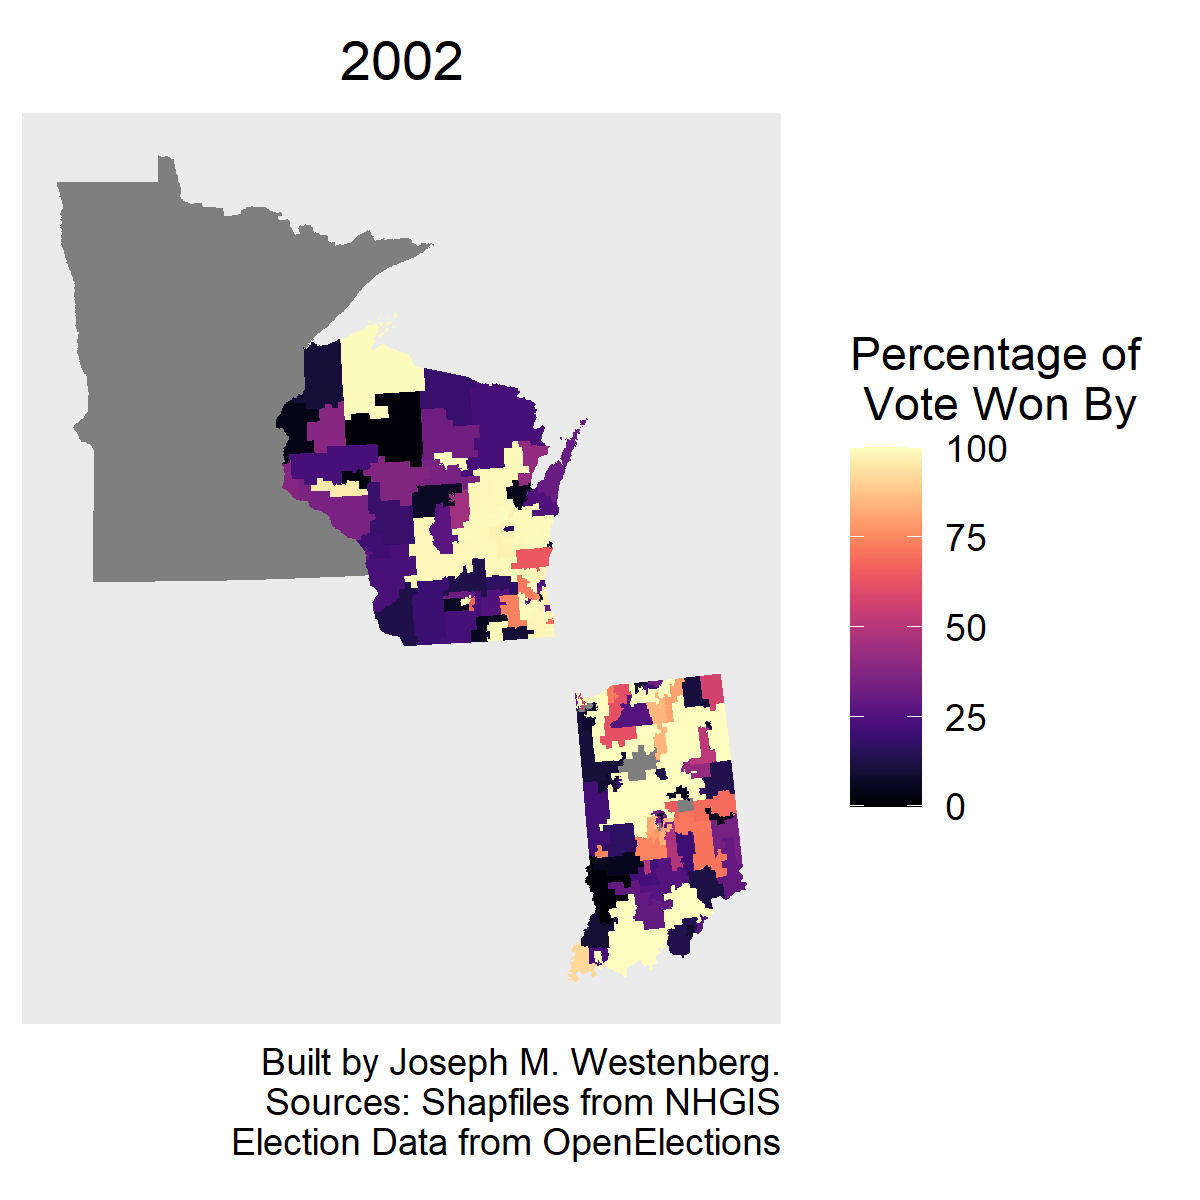 2002
Percentage of
Vote Won By
100
75
50
25
0
Built by Joseph M. Westenberg.
Sources: Shapfiles from NHGIS
Election Data from OpenElections